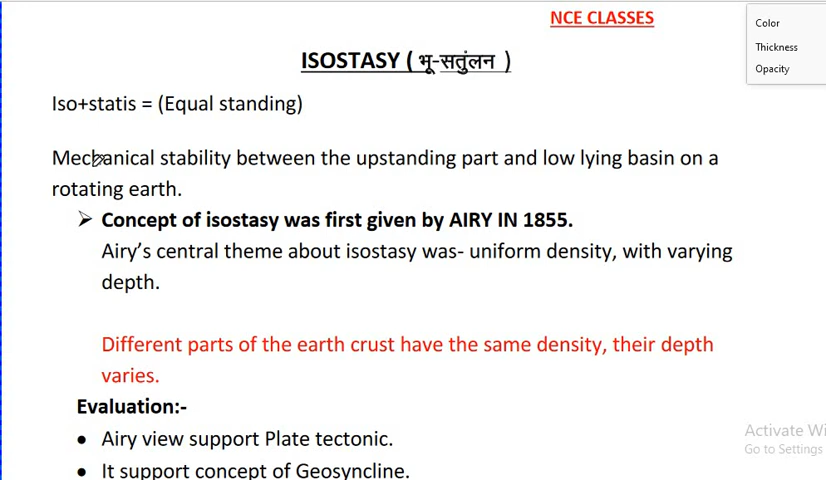 NCE CLASSES
Color
Thickness
Opacity
ISOSTASY ( भू-सतुंलन )
Iso+statis = (Equal standing)
Mechanical stability between the upstanding part and low lying basin on a
rotating earth.
➢ Concept of isostasy was first given by AIRY IN 1855.
Airy’s central theme about isostasy was- uniform density, with varying
depth.
Different parts of the earth crust have the same density, their depth
varies.
Evaluation:-
• Airy view support Plate tectonic.
• It support concept of Geosyncline.
Activate Wi
Go to Settings